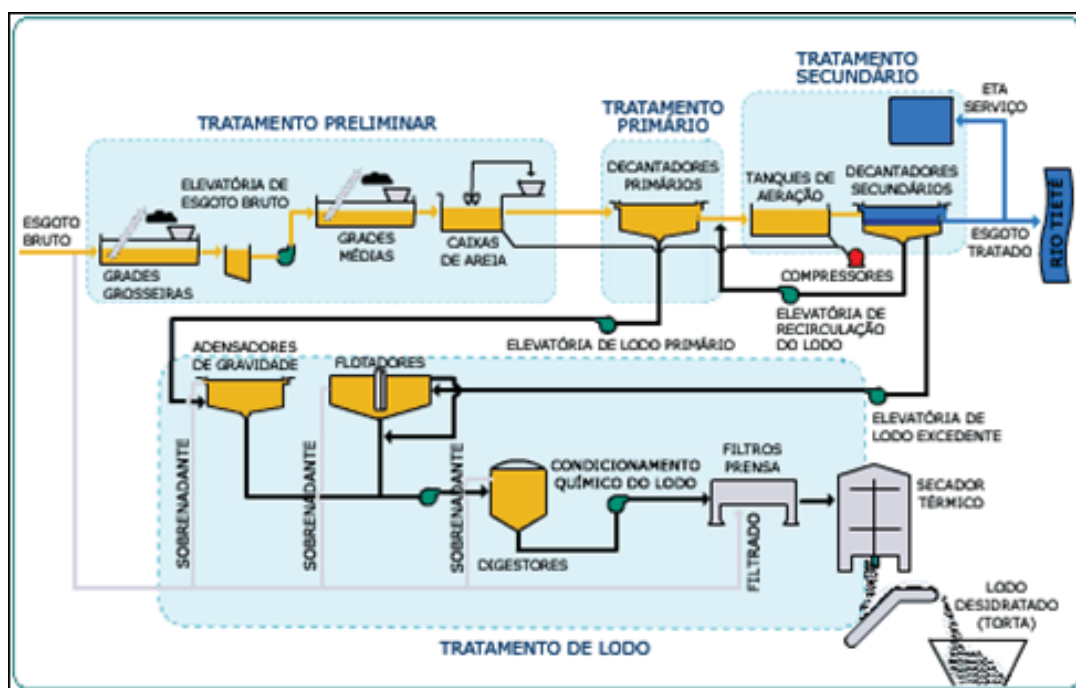 TRATAMENTO
SECUNDÁRIO
ETA
SERVIÇO
TRATAMENTO
PRIMÁRIO
TRATAMENTO PRELIMINAR
DECANTADORES
PRIMÁRIOS
TANQUES DE
AERAÇÃO
DECANTADORES
SECUNDÁRIOS
ELEVATÓRIA DE
ESGOTO BRUTO
ESGOTO
BRUTO
GRADES
GROSSEIRAS
GRADES
MÉDIAS
CAIXAS
DE AREIA
COMPRESSORES
ESGOTO
TRATADO
RIO TIETÊ
ELEVATÓRIA DE LODO PRIMÁRIO
ELEVATÓRIA DE
RECIRCULAÇÃO
DO LODO
ADENSADORES
DE GRAVIDADE
FLOTADORES
ELEVATÓRIA DE
LODO EXCEDENTE
SOBRENADANTE
SOBRENADANTE
SOBRENADANTE
CONDICIONAMENTO
QUÍMICO DO LODO
FILTROS
PRENSA
SECADOR
TÉRMICO
DIGESTORES
FILTRADO
LODO
DESIDRATADO
(TORTA)
TRATAMENTO DE LODO